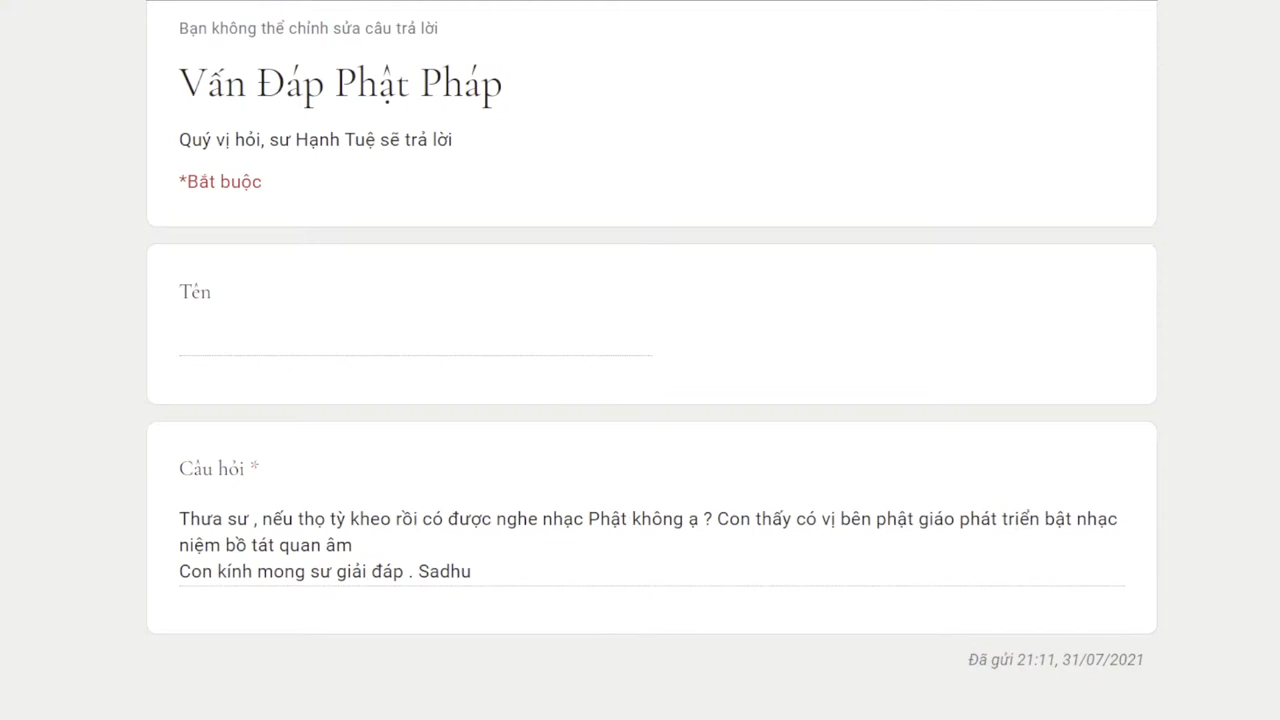 Bạn không thể chỉnh sửa câu trả lời
Vấn Đáp Phật Pháp
Quý vị hỏi, sư Hạnh Tuệ sẽ trả lời
*Bắt buộc
Tên
Câu hỏi *
Thưa sư , nếu thọ tỳ kheo rồi có được nghe nhạc Phật không ạ ? Con thấy có vị bên phật giáo phát triển bật nhạc
niệm bồ tát quan âm
Con kính mong sư giải đáp . Sadhu
Đã gửi 21:11, 31/07/2021